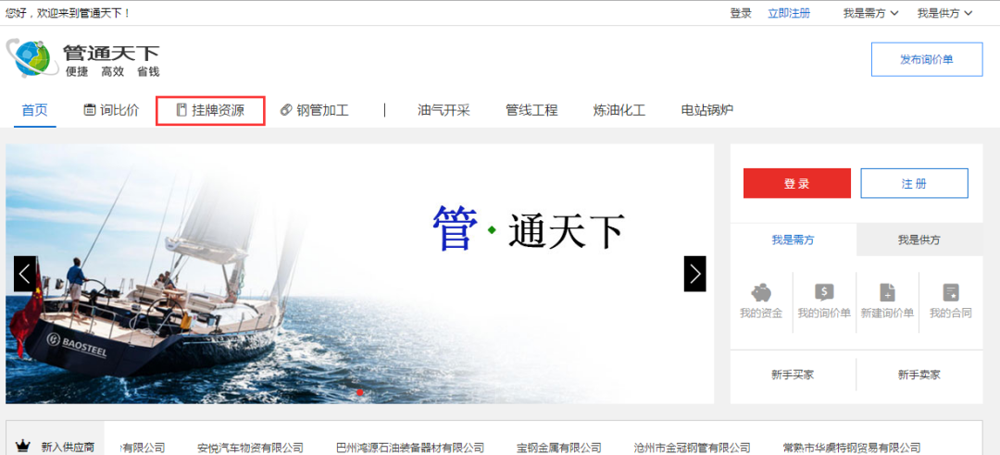 您好，欢迎来到管通天下！ 登录 立即注册 我是需方 我是供方
管通天下
便捷 高效 省钱
发布询价单
首页 询比价 挂牌资源 钢管加工 | 油气开采 管线工程 炼油化工 电站锅炉
管·通天下
BAOSTEEL
登录 注册
我是需方 我是供方
我的资金 我的询价单 新建询价单 我的合同
新手买家 新手卖家
新入供应商 有限公司 安悦汽车物资有限公司 巴州鸿源石油装备器材有限公司 宝钢金属有限公司 沧州市金冠钢管有限公司 常熟市华虞特钢贸易有限公司